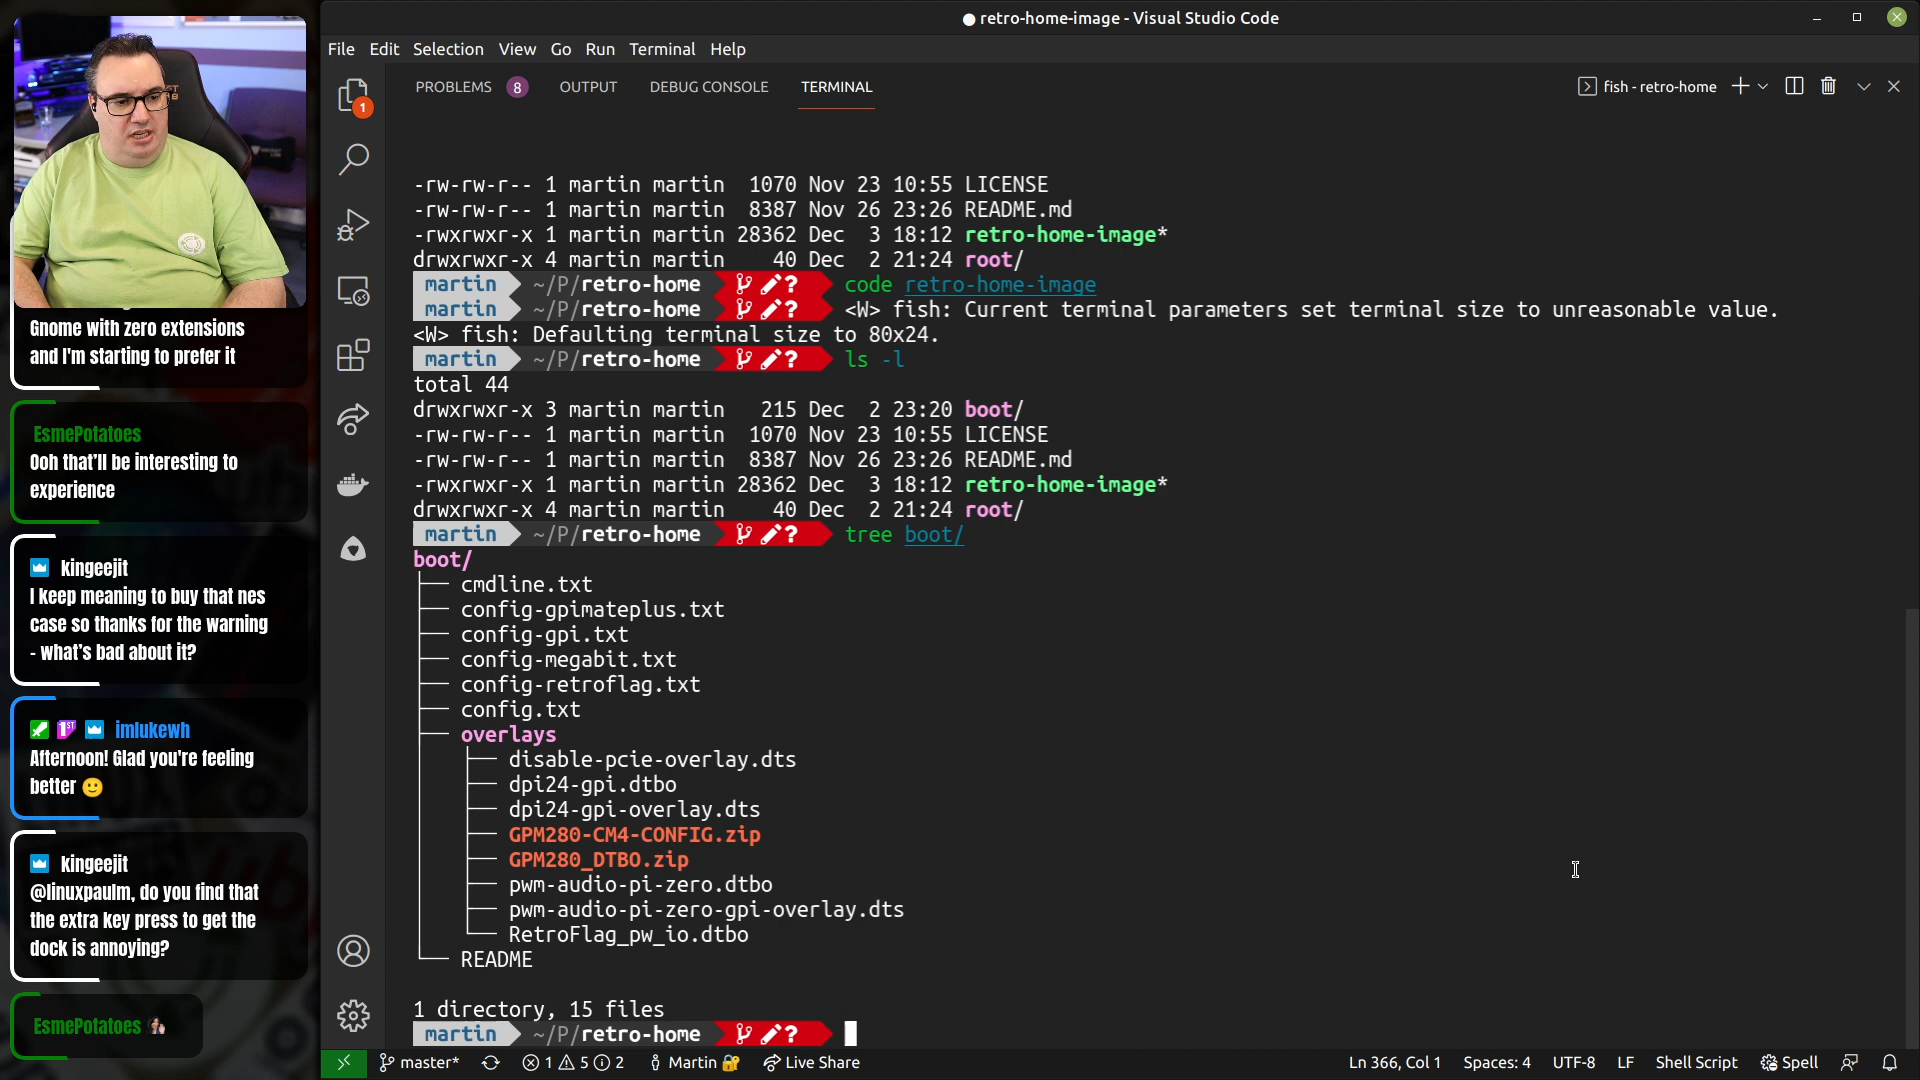 ● retro-home-image - Visual Studio Code
File Edit Selection View Go Run Terminal Help
PROBLEMS 8 OUTPUT DEBUG CONSOLE TERMINAL
fish - retro-home
1
-rw-rw-r-- 1 martin martin  1070 Nov 23 10:55 LICENSE
-rw-rw-r-- 1 martin martin  8387 Nov 26 23:26 README.md
-rwxrwxr-x 1 martin martin 28362 Dec  3 18:12 retro-home-image*
drwxrwxr-x 4 martin martin    40 Dec  2 21:24 root/
martin ~/P/retro-home ? code retro-home-image
martin ~/P/retro-home ? <W> fish: Current terminal parameters set terminal size to unreasonable value.
<W> fish: Defaulting terminal size to 80x24.
martin ~/P/retro-home ? ls -l
total 44
drwxrwxr-x 3 martin martin   215 Dec  2 23:20 boot/
-rw-rw-r-- 1 martin martin  1070 Nov 23 10:55 LICENSE
-rw-rw-r-- 1 martin martin  8387 Nov 26 23:26 README.md
-rwxrwxr-x 1 martin martin 28362 Dec  3 18:12 retro-home-image*
drwxrwxr-x 4 martin martin    40 Dec  2 21:24 root/
martin ~/P/retro-home ? tree boot/
boot/
├── cmdline.txt
├── config-gpimateplus.txt
├── config-gpi.txt
├── config-megabit.txt
├── config-retroflag.txt
├── config.txt
├── overlays
│   ├── disable-pcie-overlay.dts
│   ├── dpi24-gpi.dtbo
│   ├── dpi24-gpi-overlay.dts
│   ├── GPM280-CM4-CONFIG.zip
│   ├── GPM280_DTBO.zip
│   ├── pwm-audio-pi-zero.dtbo
│   ├── pwm-audio-pi-zero-gpi-overlay.dts
│   └── RetroFlag_pw_io.dtbo
└── README
1 directory, 15 files
martin ~/P/retro-home ?
master* 1 5 2 Martin Live Share
Ln 366, Col 1 Spaces: 4 UTF-8 LF Shell Script Spell
Gnome with zero extensions
and I'm starting to prefer it
EsmePotatoes
Ooh that'll be interesting to
experience
kingeejit
I keep meaning to buy that nes
case so thanks for the warning
- what's bad about it?
1ST imlukewh
Afternoon! Glad you're feeling
better 🙂
kingeejit
@linuxpaulm, do you find that
the extra key press to get the
dock is annoying?
EsmePotatoes